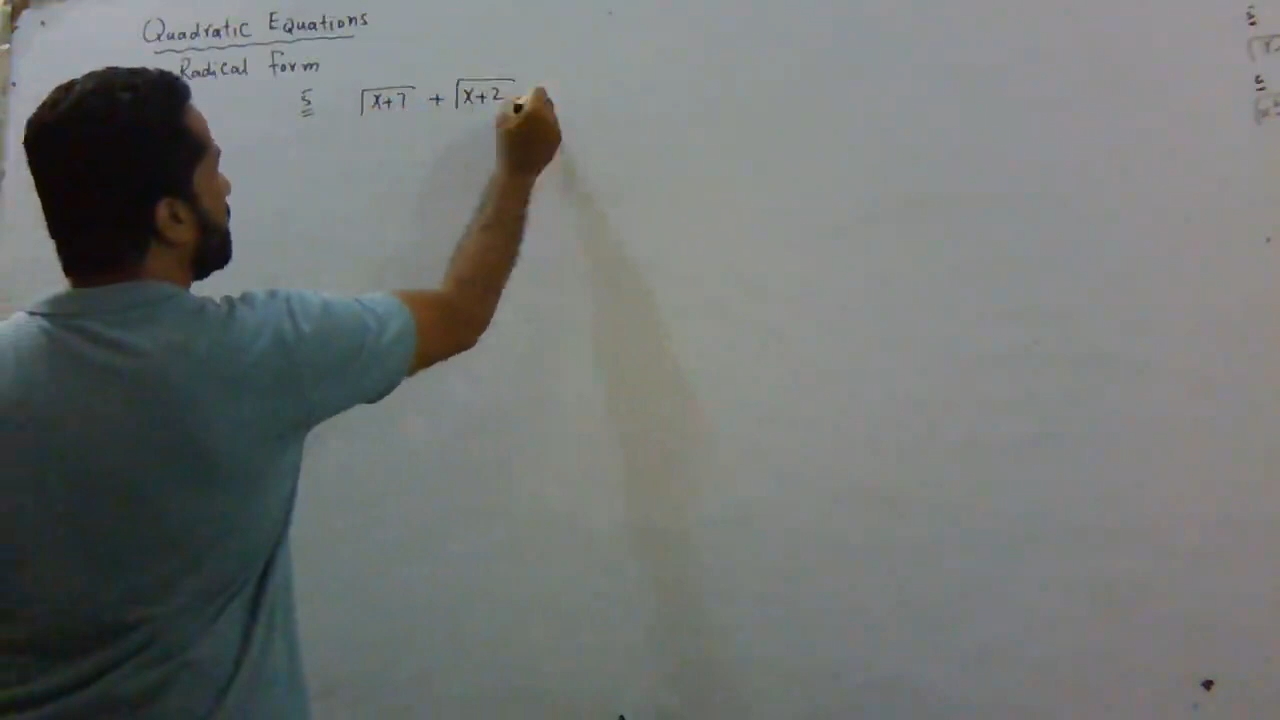 Quadratic Equations
Radical form
5 √x+7 + √x+2